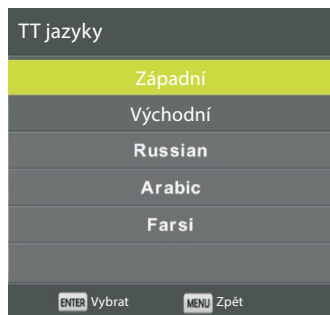 TT jazyky
Západní
Východní
Russian
Arabic
Farsi
ENTER Vybrat MENU Zpět